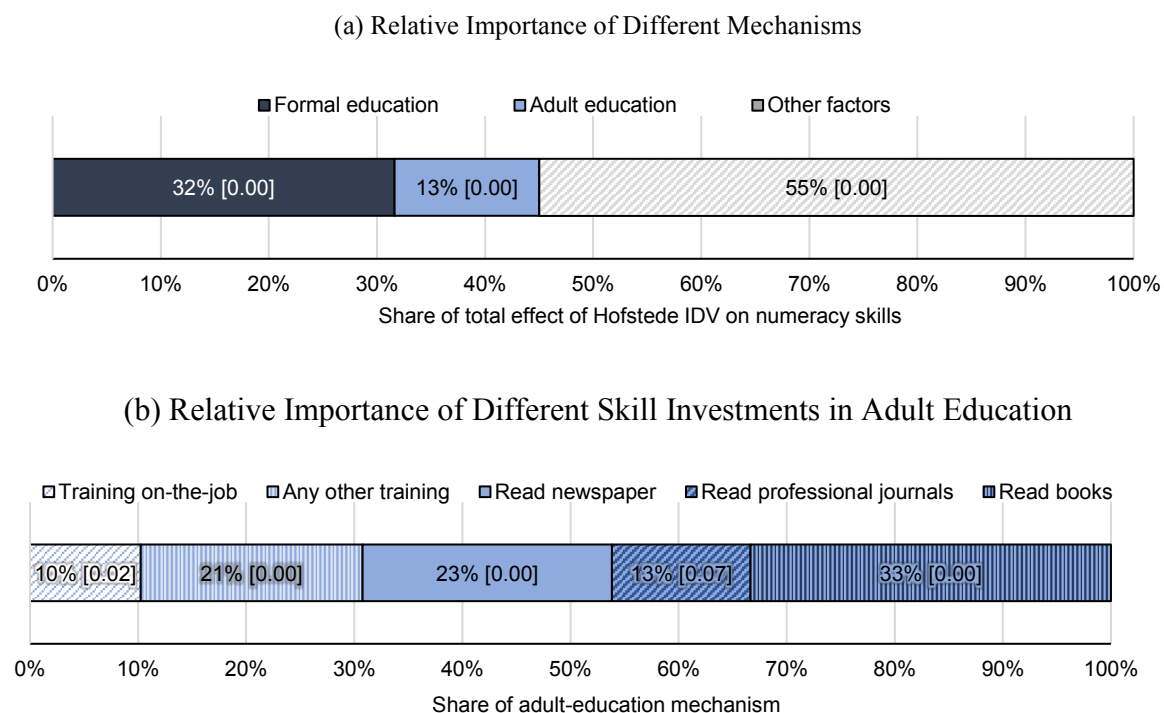 (a) Relative Importance of Different Mechanisms
Formal education Adult education Other factors
32% [0.00] 13% [0.00] 55% [0.00]
0% 10% 20% 30% 40% 50% 60% 70% 80% 90% 100%
Share of total effect of Hofstede IDV on numeracy skills
(b) Relative Importance of Different Skill Investments in Adult Education
Training on-the-job Any other training Read newspaper Read professional journals Read books
10% [0.02] 21% [0.00] 23% [0.00] 13% [0.07] 33% [0.00]
0% 10% 20% 30% 40% 50% 60% 70% 80% 90% 100%
Share of adult-education mechanism